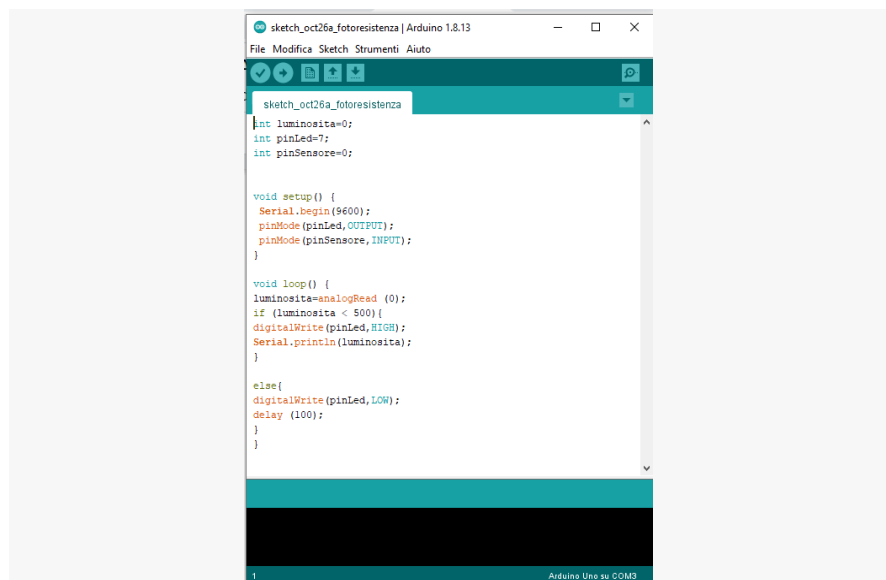 sketch_oct26a_fotoresistenza | Arduino 1.8.13
File Modifica Sketch Strumenti Aiuto
sketch_oct26a_fotoresistenza
int luminosita=0;
int pinLed=7;
int pinSensore=0;
void setup() {
Serial.begin(9600);
pinMode(pinLed,OUTPUT);
pinMode(pinSensore,INPUT);
}
void loop() {
luminosita=analogRead (0);
if (luminosita < 500){
digitalWrite(pinLed,HIGH);
Serial.println(luminosita);
}
else{
digitalWrite(pinLed,LOW);
delay (100);
}
}
1 Arduino Uno su COM3